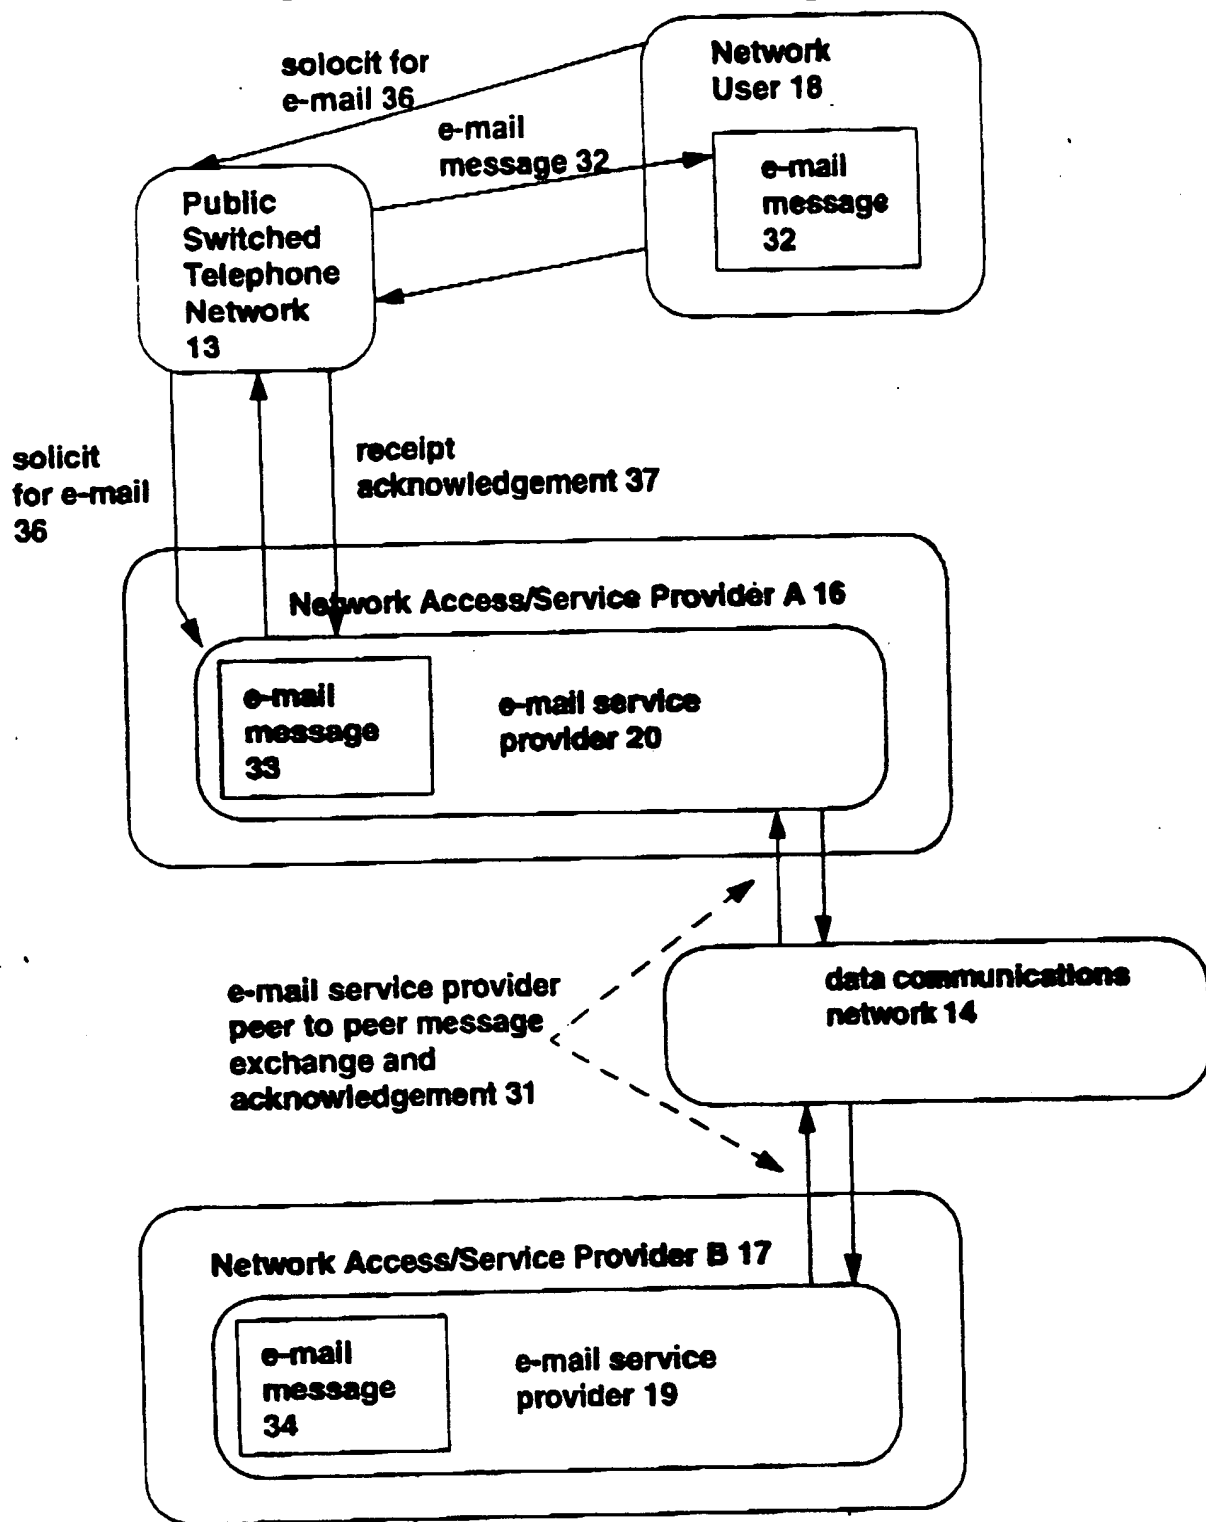 solocit for
e-mail 36
Network
User 18
e-mail
message 32
e-mail
message
32
Public
Switched
Telephone
Network
13
solicit
for e-mail
36
receipt
acknowledgement 37
Network Access/Service Provider A 16
e-mail
message
33
e-mail service
provider 20
data communications
network 14
e-mail service provider
peer to peer message
exchange and
acknowledgement 31
Network Access/Service Provider B 17
e-mail
message
34
e-mail service
provider 19